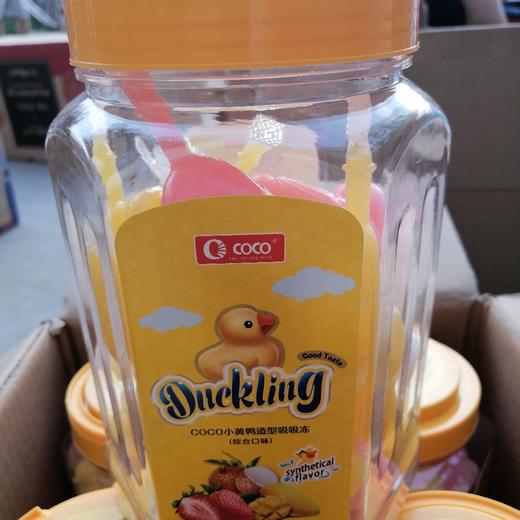 COCO®
Good Taste
Duckling
COCO小黄鸭造型吸吸冻
(综合口味)
synthetical
flavor